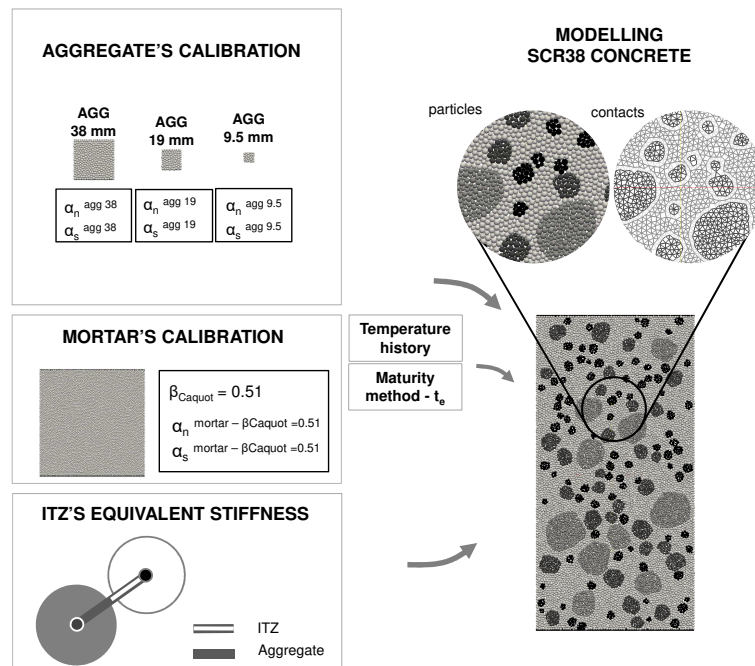 AGGREGATE'S CALIBRATION
AGG
38 mm
AGG
19 mm
AGG
9.5 mm
αn agg 38
αs agg 38
αn agg 19
αs agg 19
αn agg 9.5
αs agg 9.5
MORTAR'S CALIBRATION
βCaquot = 0.51
αn mortar – βCaquot =0.51
αs mortar – βCaquot =0.51
ITZ'S EQUIVALENT STIFFNESS
ITZ
Aggregate
Temperature
history
Maturity
method - te
MODELLING
SCR38 CONCRETE
particles
contacts